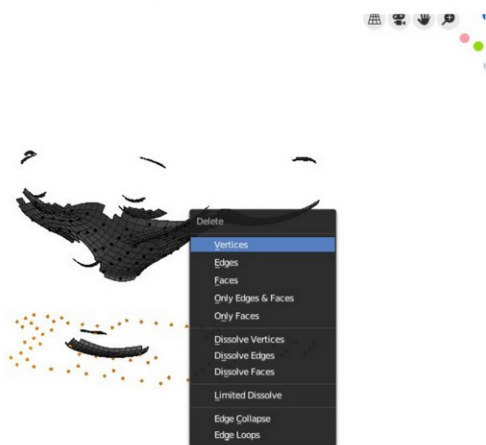 Delete
Vertices
Edges
Faces
Only Edges & Faces
Only Faces
Dissolve Vertices
Dissolve Edges
Dissolve Faces
Limited Dissolve
Edge Collapse
Edge Loops